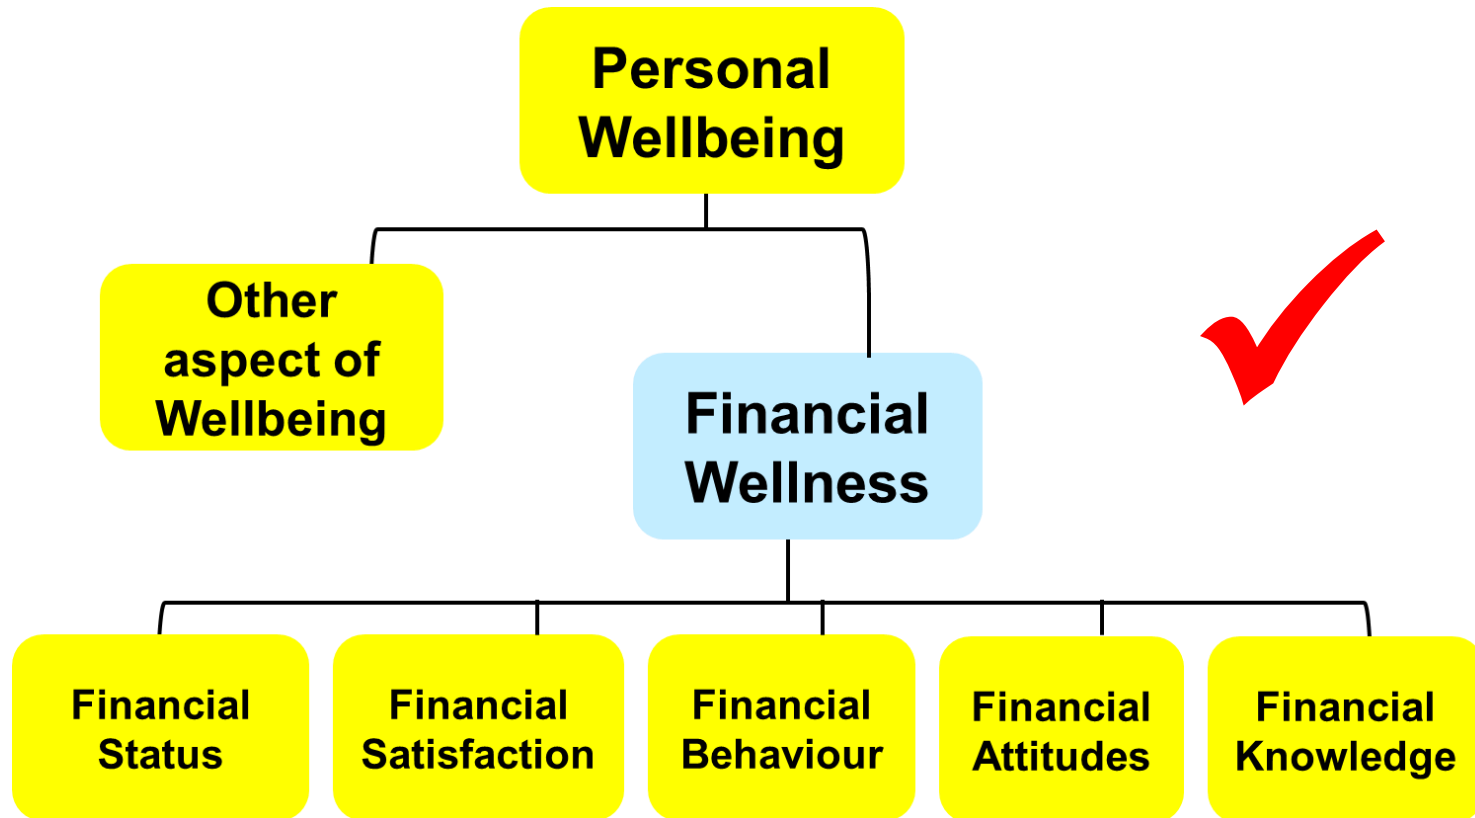 Personal
Wellbeing
Other
aspect of
Wellbeing
Financial
Wellness
Financial
Status
Financial
Satisfaction
Financial
Behaviour
Financial
Attitudes
Financial
Knowledge